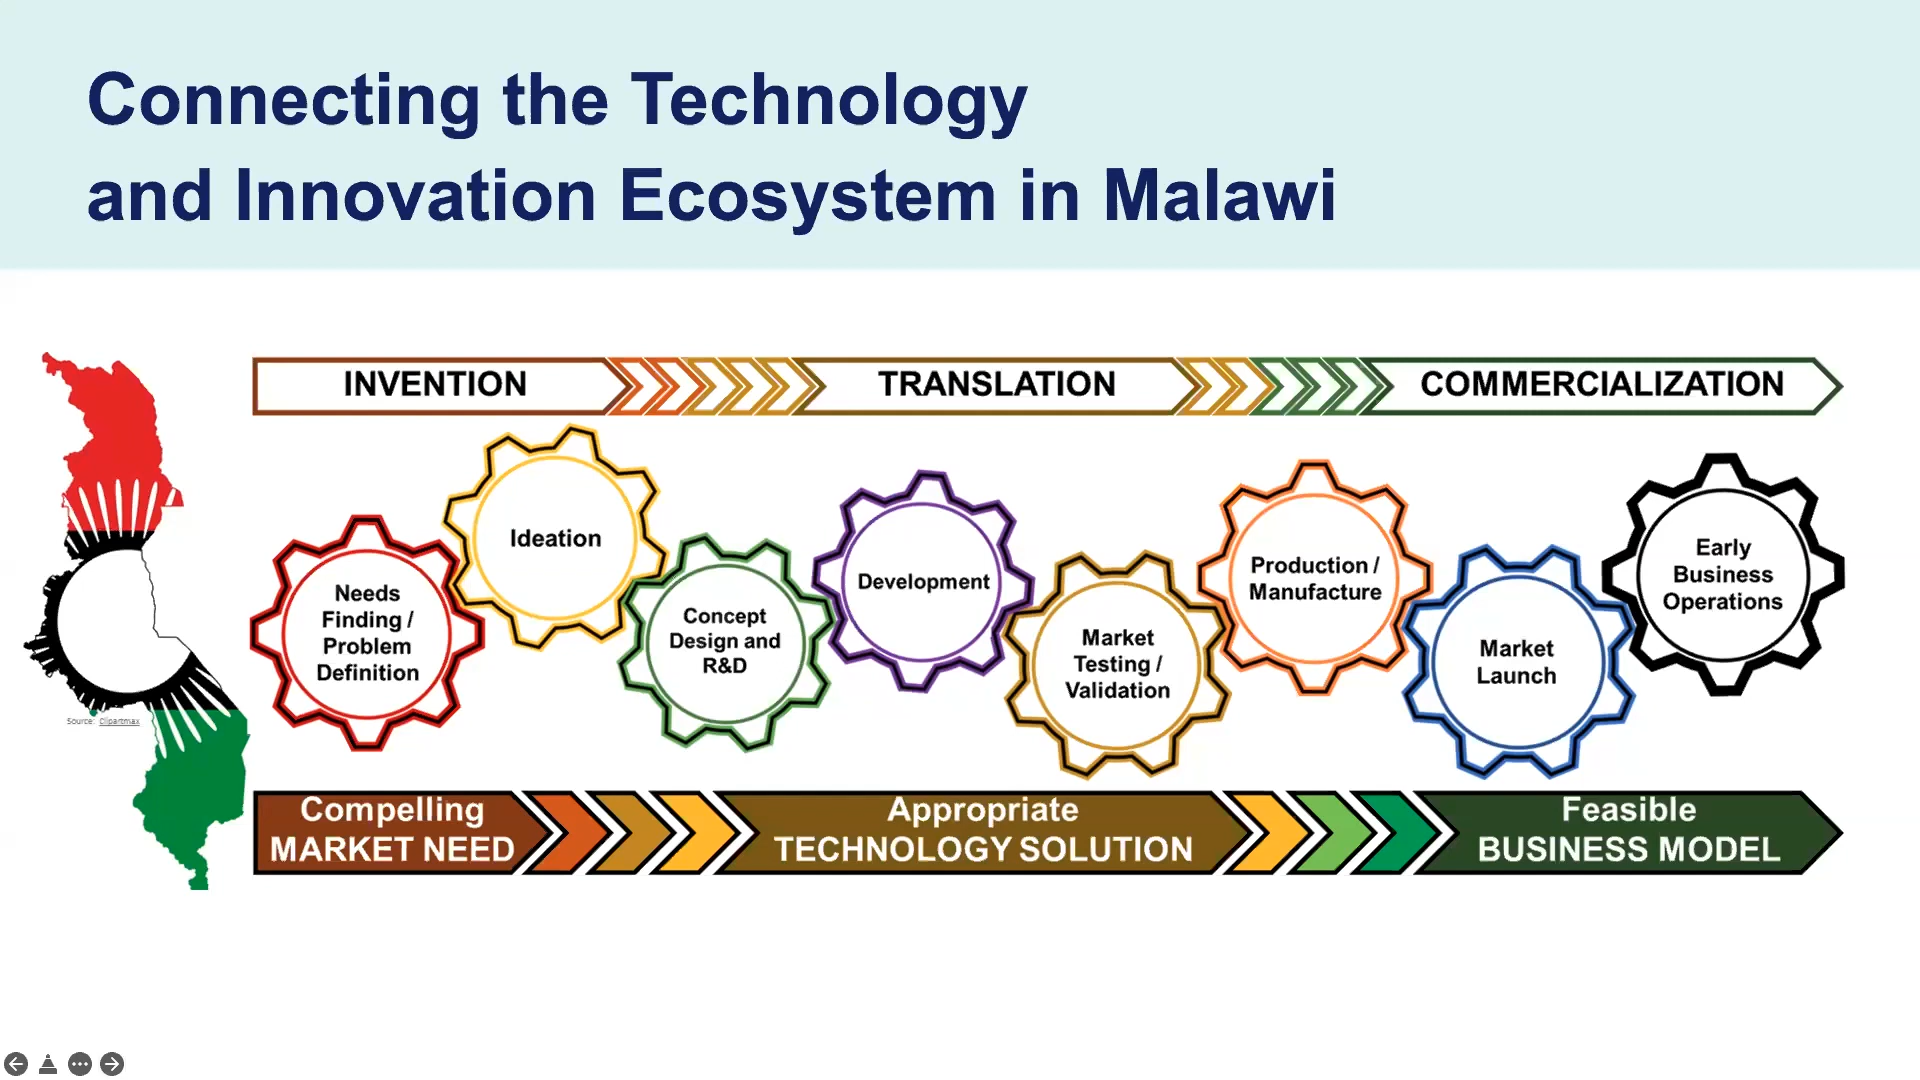 Connecting the Technology
and Innovation Ecosystem in Malawi
INVENTION
TRANSLATION
COMMERCIALIZATION
Needs
Finding /
Problem
Definition
Ideation
Concept
Design and
R&D
Development
Market
Testing /
Validation
Production /
Manufacture
Market
Launch
Early
Business
Operations
Source: Clipartmax
Compelling
MARKET NEED
Appropriate
TECHNOLOGY SOLUTION
Feasible
BUSINESS MODEL